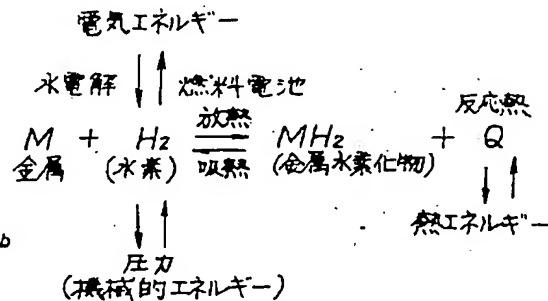 電気エネルギー
水電解 燃料電池
放熱 反応熱
M + H2 MH2 + Q
金属 (水素) 吸熱 (金属水素化物)
熱エネルギー
b
圧力
(機械的エネルギー)